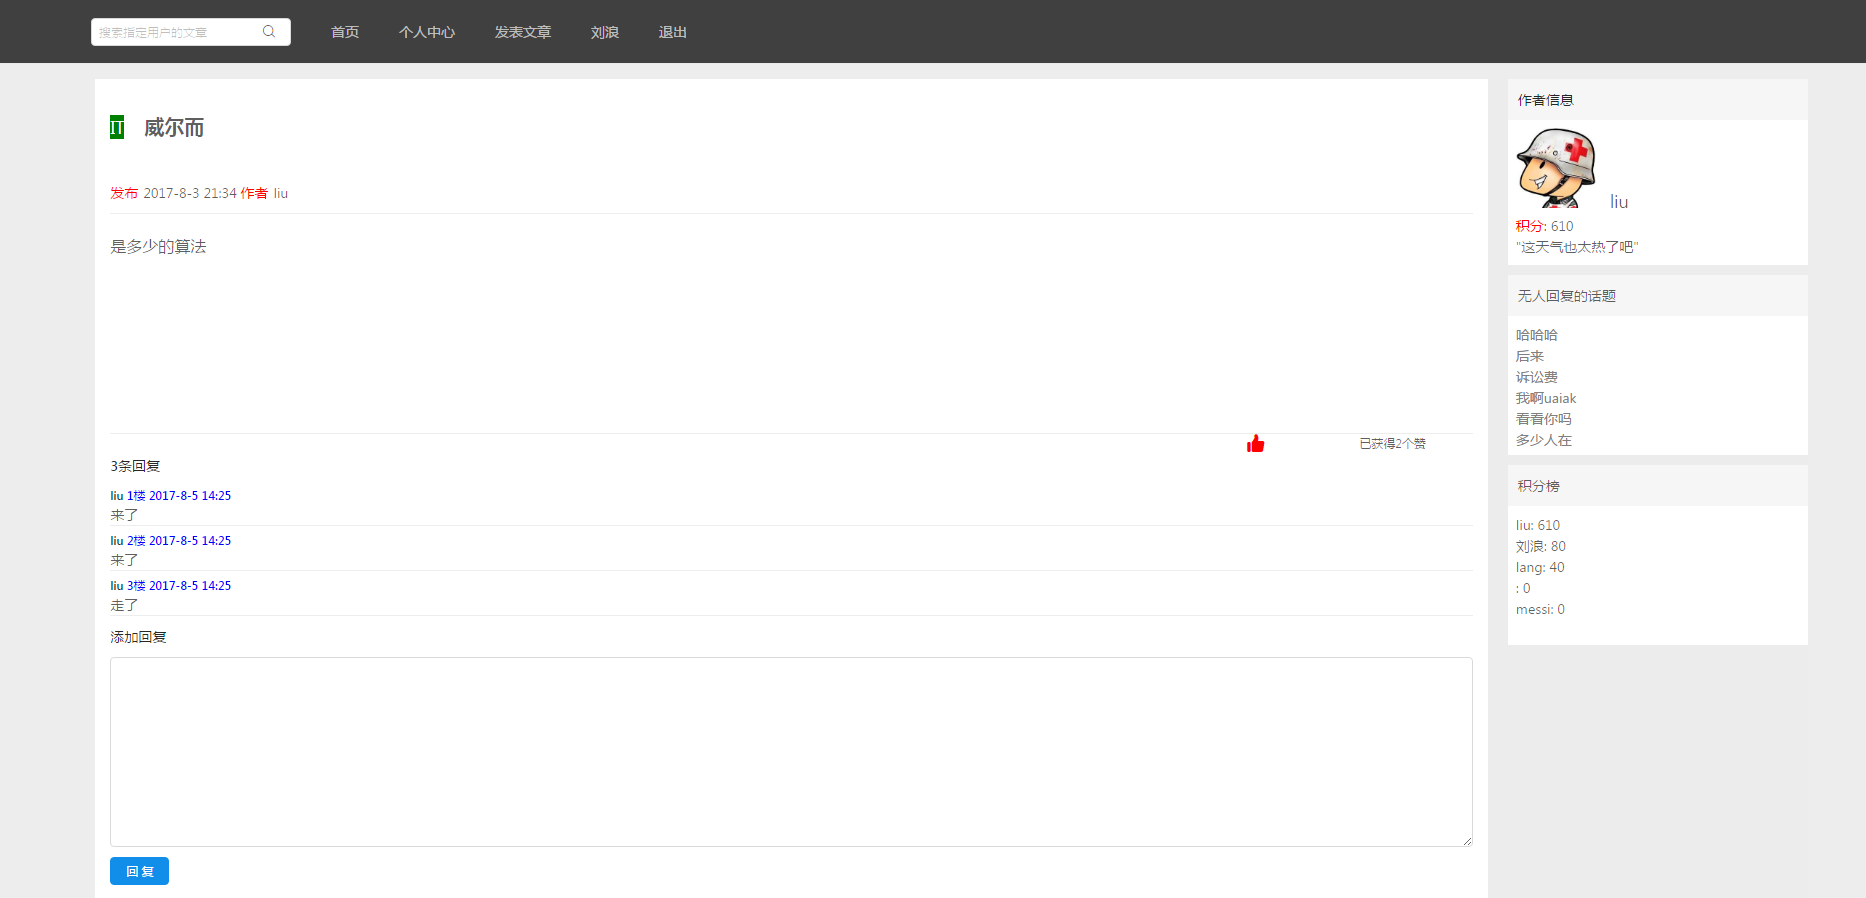 搜索指定用户的文章 首页 个人中心 发表文章 刘浪 退出
IT 威尔而
发布 2017-8-3 21:34 作者 liu
是多少的算法
已获得2个赞
3条回复
liu 1楼 2017-8-5 14:25
来了
liu 2楼 2017-8-5 14:25
来了
liu 3楼 2017-8-5 14:25
走了
添加回复
回 复
作者信息
liu
积分: 610
"这天气也太热了吧"
无人回复的话题
哈哈哈
后来
诉讼费
我啊uaiak
看看你吗
多少人在
积分榜
liu: 610
刘浪: 80
lang: 40
: 0
messi: 0